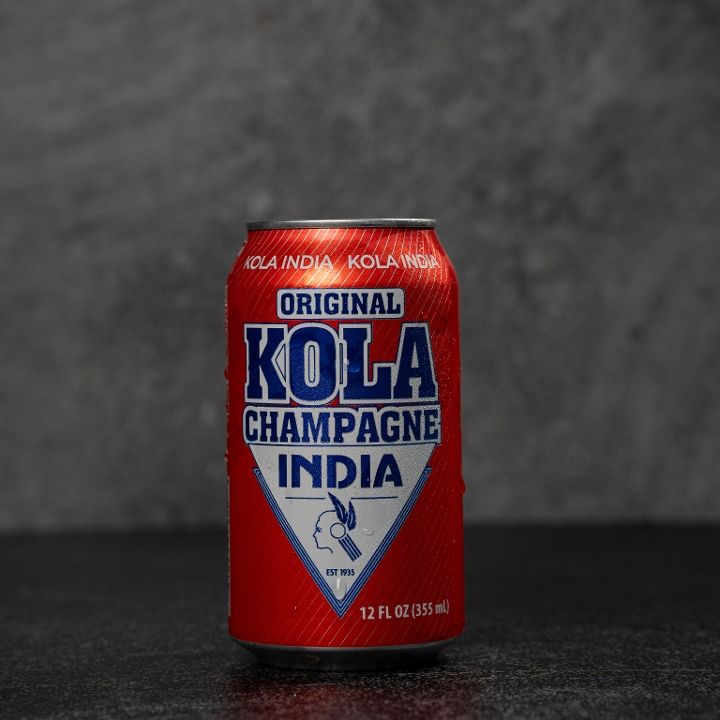 KOLA INDIA KOLA INDIA
ORIGINAL
KOLA
CHAMPAGNE
INDIA
EST 1935
12 FL OZ (355 mL)